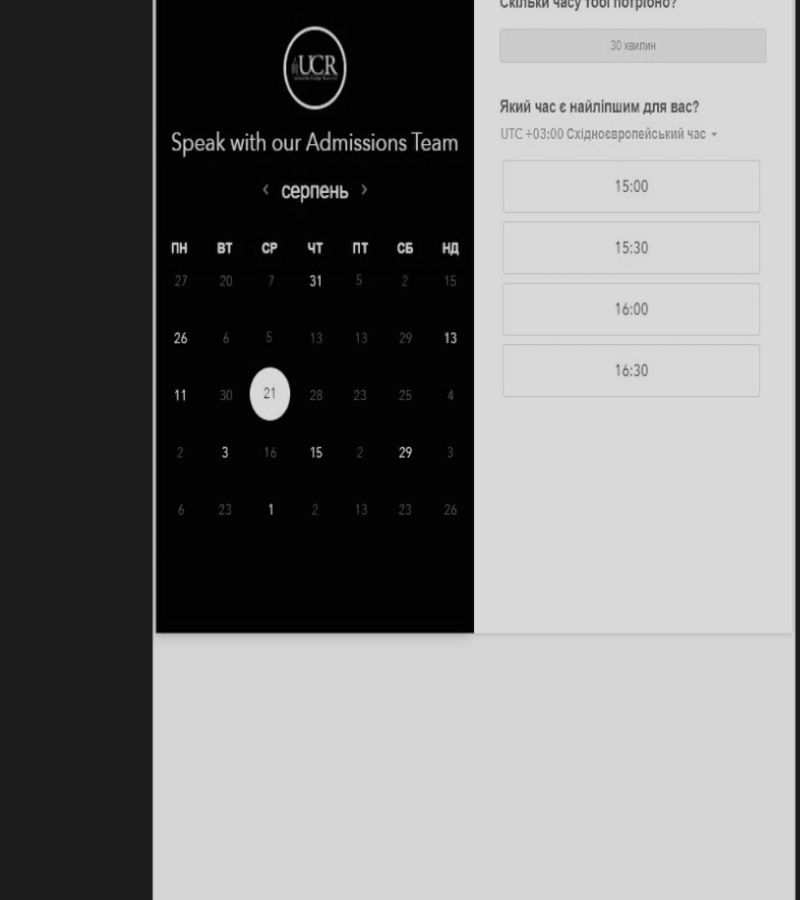 UCR
Speak with our Admissions Team
‹ серпень ›
ПН ВТ СР ЧТ ПТ СБ НД
27 20 7 31 5 2 15
26 6 5 13 13 29 13
11 30 21 28 23 25 4
2 3 16 15 2 29 3
6 23 1 2 13 23 26
Скільки часу тобі потрібно?
30 хвилин
Який час є найліпшим для вас?
UTC +03:00 Східноєвропейський час
15:00
15:30
16:00
16:30